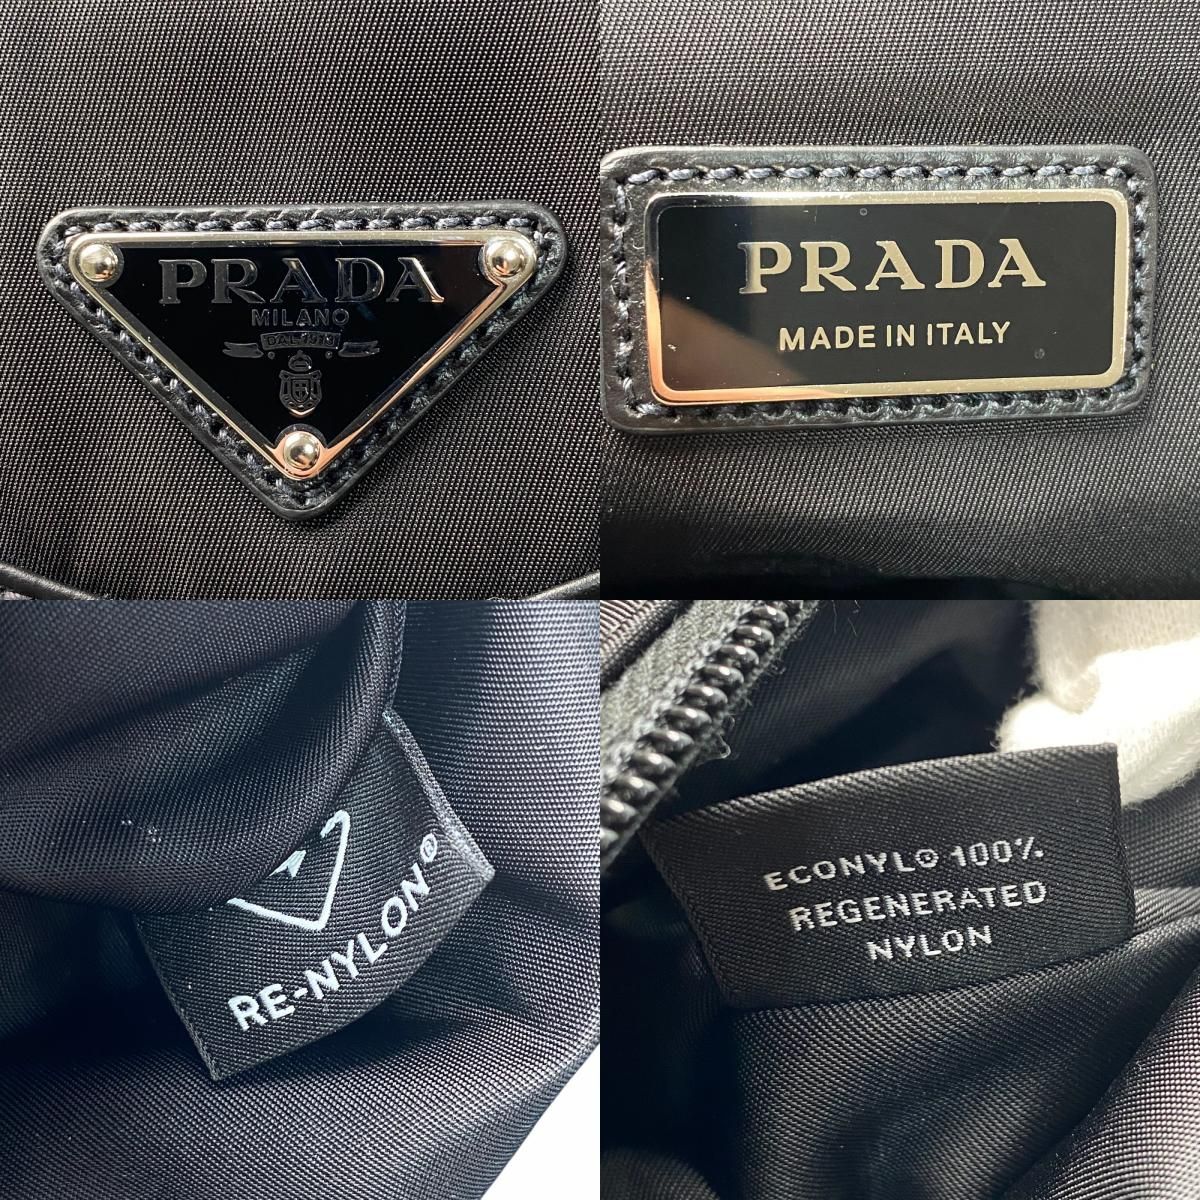 PRADA
MILANO
DAL 1913
PRADA
MADE IN ITALY
RE-NYLON®
ECONYL® 100%
REGENERATED
NYLON